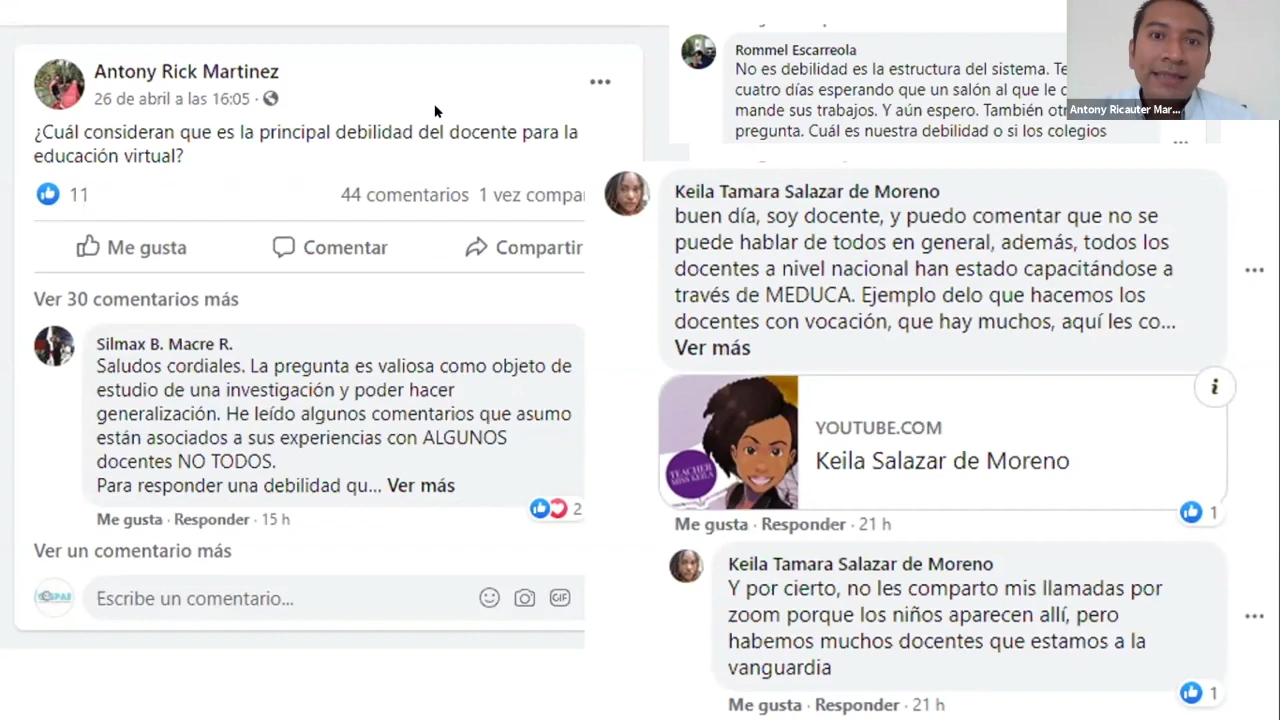 Antony Rick Martinez
26 de abril a las 16:05
¿Cuál consideran que es la principal debilidad del docente para la
educación virtual?
11
44 comentarios 1 vez compar
Me gusta Comentar Compartir
Ver 30 comentarios más
Silmax B. Macre R.
Saludos cordiales. La pregunta es valiosa como objeto de
estudio de una investigación y poder hacer
generalización. He leído algunos comentarios que asumo
están asociados a sus experiencias con ALGUNOS
docentes NO TODOS.
Para responder una debilidad qu... Ver más
2
Me gusta · Responder · 15 h
Ver un comentario más
Escribe un comentario...
GIF
Rommel Escarreola
No es debilidad es la estructura del sistema. Te
cuatro días esperando que un salón al que le
mande sus trabajos. Y aún espero. También
pregunta. Cuál es nuestra debilidad o si los colegios
Antony Ricauter Mar...
Keila Tamara Salazar de Moreno
buen día, soy docente, y puedo comentar que no se
puede hablar de todos en general, además, todos los
docentes a nivel nacional han estado capacitándose a
través de MEDUCA. Ejemplo delo que hacemos los
docentes con vocación, que hay muchos, aquí les co...
Ver más
TEACHER
MISS KEILA
YOUTUBE.COM
Keila Salazar de Moreno
1
Me gusta · Responder · 21 h
Keila Tamara Salazar de Moreno
Y por cierto, no les comparto mis llamadas por
zoom porque los niños aparecen allí, pero
habemos muchos docentes que estamos a la
vanguardia
1
Me gusta · Responder · 21 h